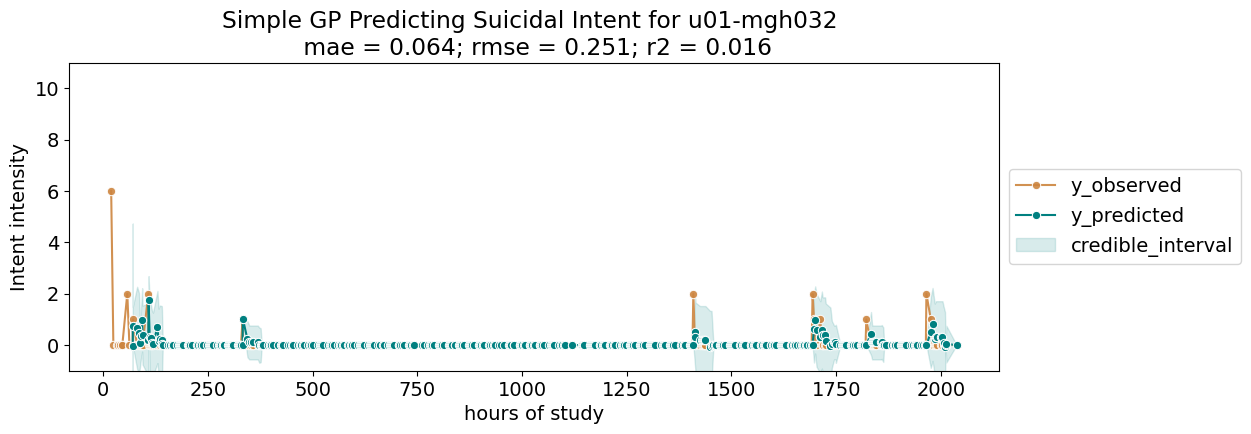 Simple GP Predicting Suicidal Intent for u01-mgh032
mae = 0.064; rmse = 0.251; r2 = 0.016
Intent intensity
10
8
6
4
2
0
0 250 500 750 1000 1250 1500 1750 2000
hours of study
y_observed
y_predicted
credible_interval